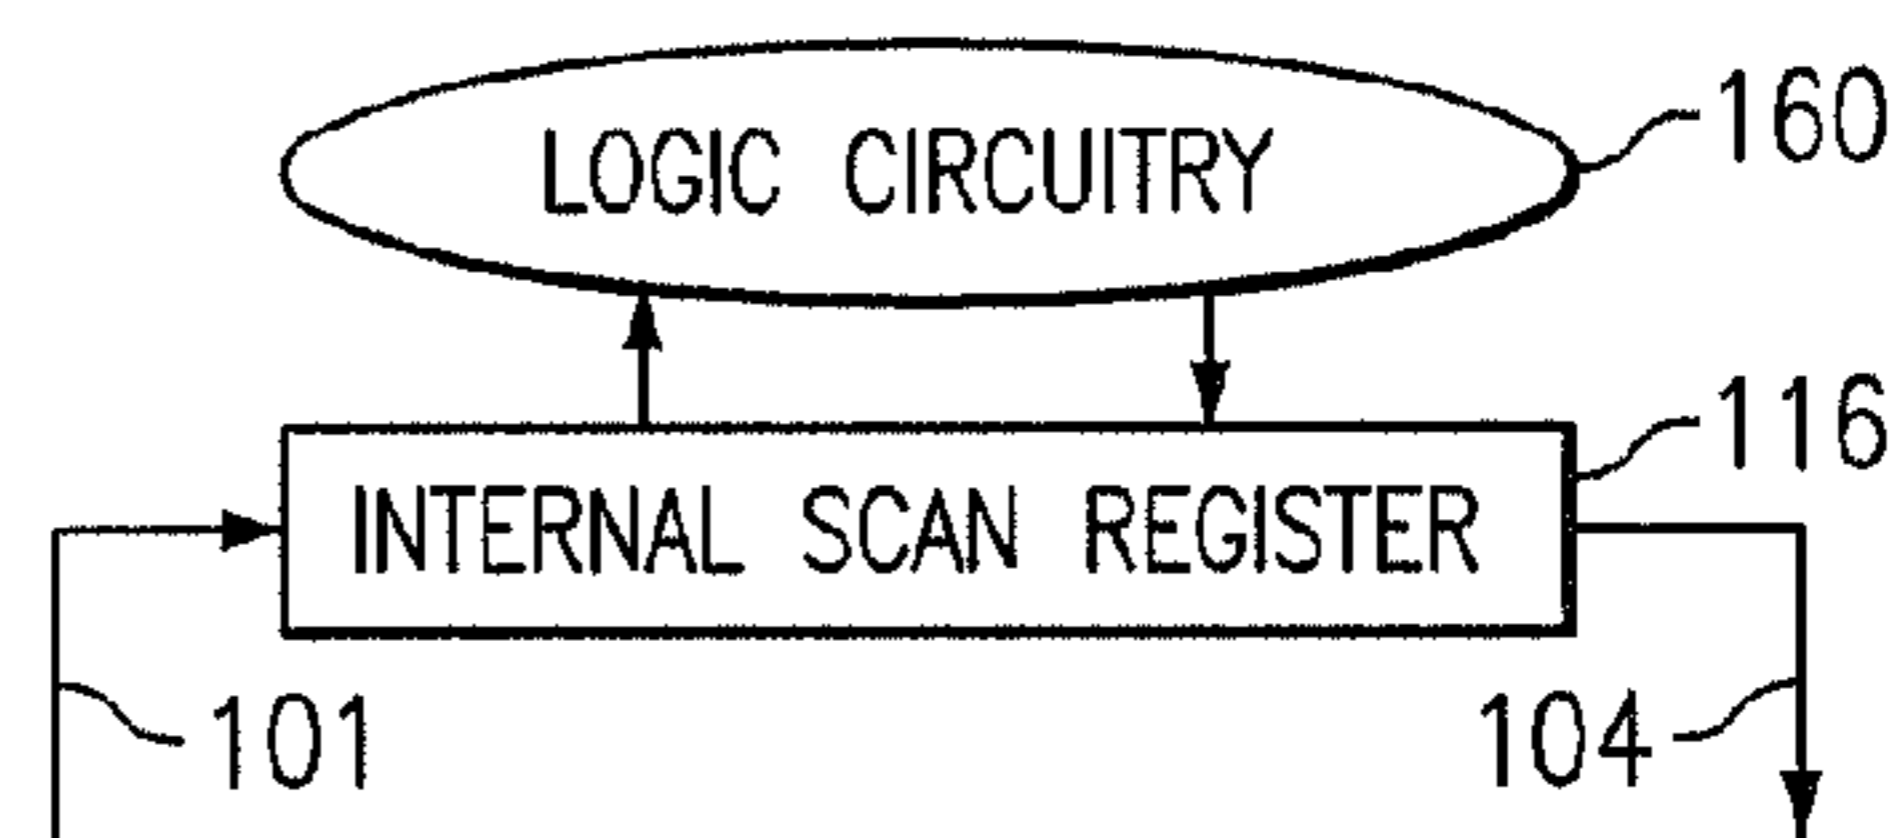 LOGIC CIRCUITRY
160
116
INTERNAL SCAN REGISTER
101
104